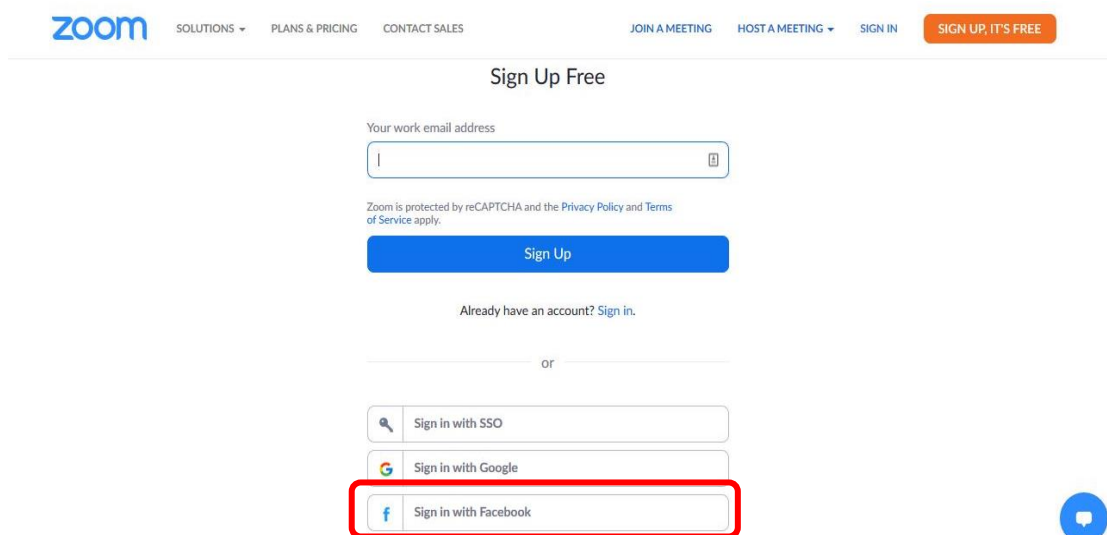 zoom SOLUTIONS PLANS & PRICING CONTACT SALES JOIN A MEETING HOST A MEETING SIGN IN SIGN UP, IT'S FREE
Sign Up Free
Your work email address
Zoom is protected by reCAPTCHA and the Privacy Policy and Terms
of Service apply.
Sign Up
Already have an account? Sign in.
or
Sign in with SSO
G Sign in with Google
f Sign in with Facebook